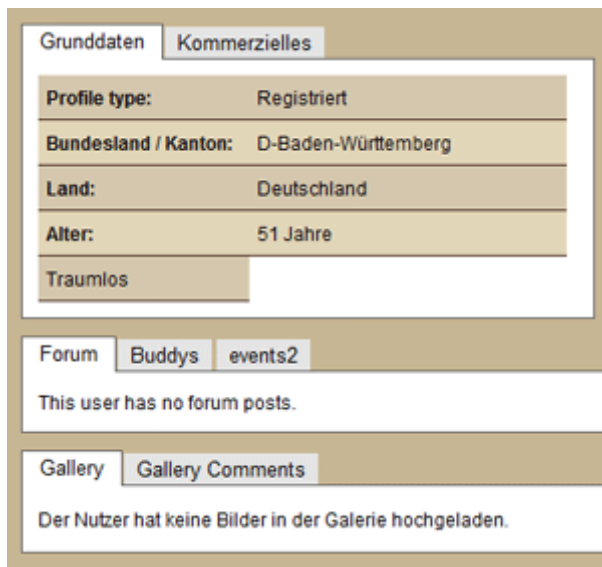 Grunddaten Kommerzielles
Profile type: Registriert
Bundesland / Kanton: D-Baden-Württemberg
Land: Deutschland
Alter: 51 Jahre
Traumlos
Forum Buddys events2
This user has no forum posts.
Gallery Gallery Comments
Der Nutzer hat keine Bilder in der Galerie hochgeladen.